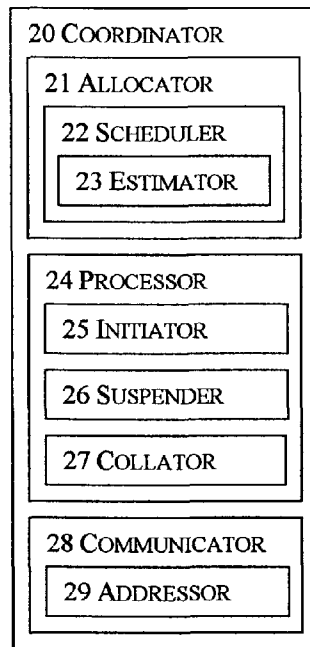 20 COORDINATOR
21 ALLOCATOR
22 SCHEDULER
23 ESTIMATOR
24 PROCESSOR
25 INITIATOR
26 SUSPENDER
27 COLLATOR
28 COMMUNICATOR
29 ADDRESSOR